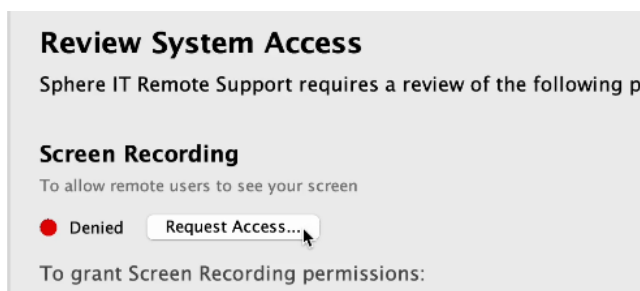 Review System Access
Sphere IT Remote Support requires a review of the following
Screen Recording
To allow remote users to see your screen
Denied
Request Access...
To grant Screen Recording permissions: